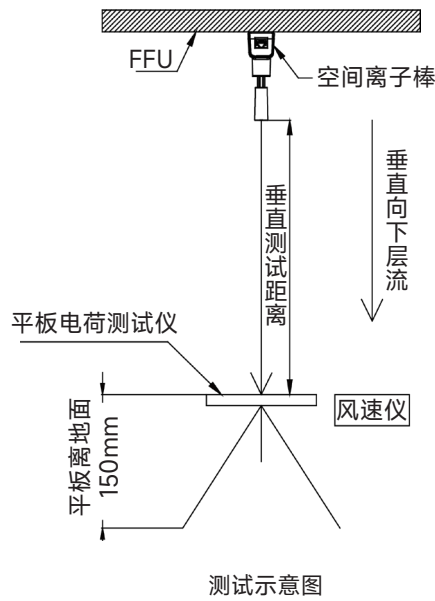 FFU
空间离子棒
垂直测试距离
垂直向下层流
平板电荷测试仪
风速仪
平板离地面
150mm
测试示意图